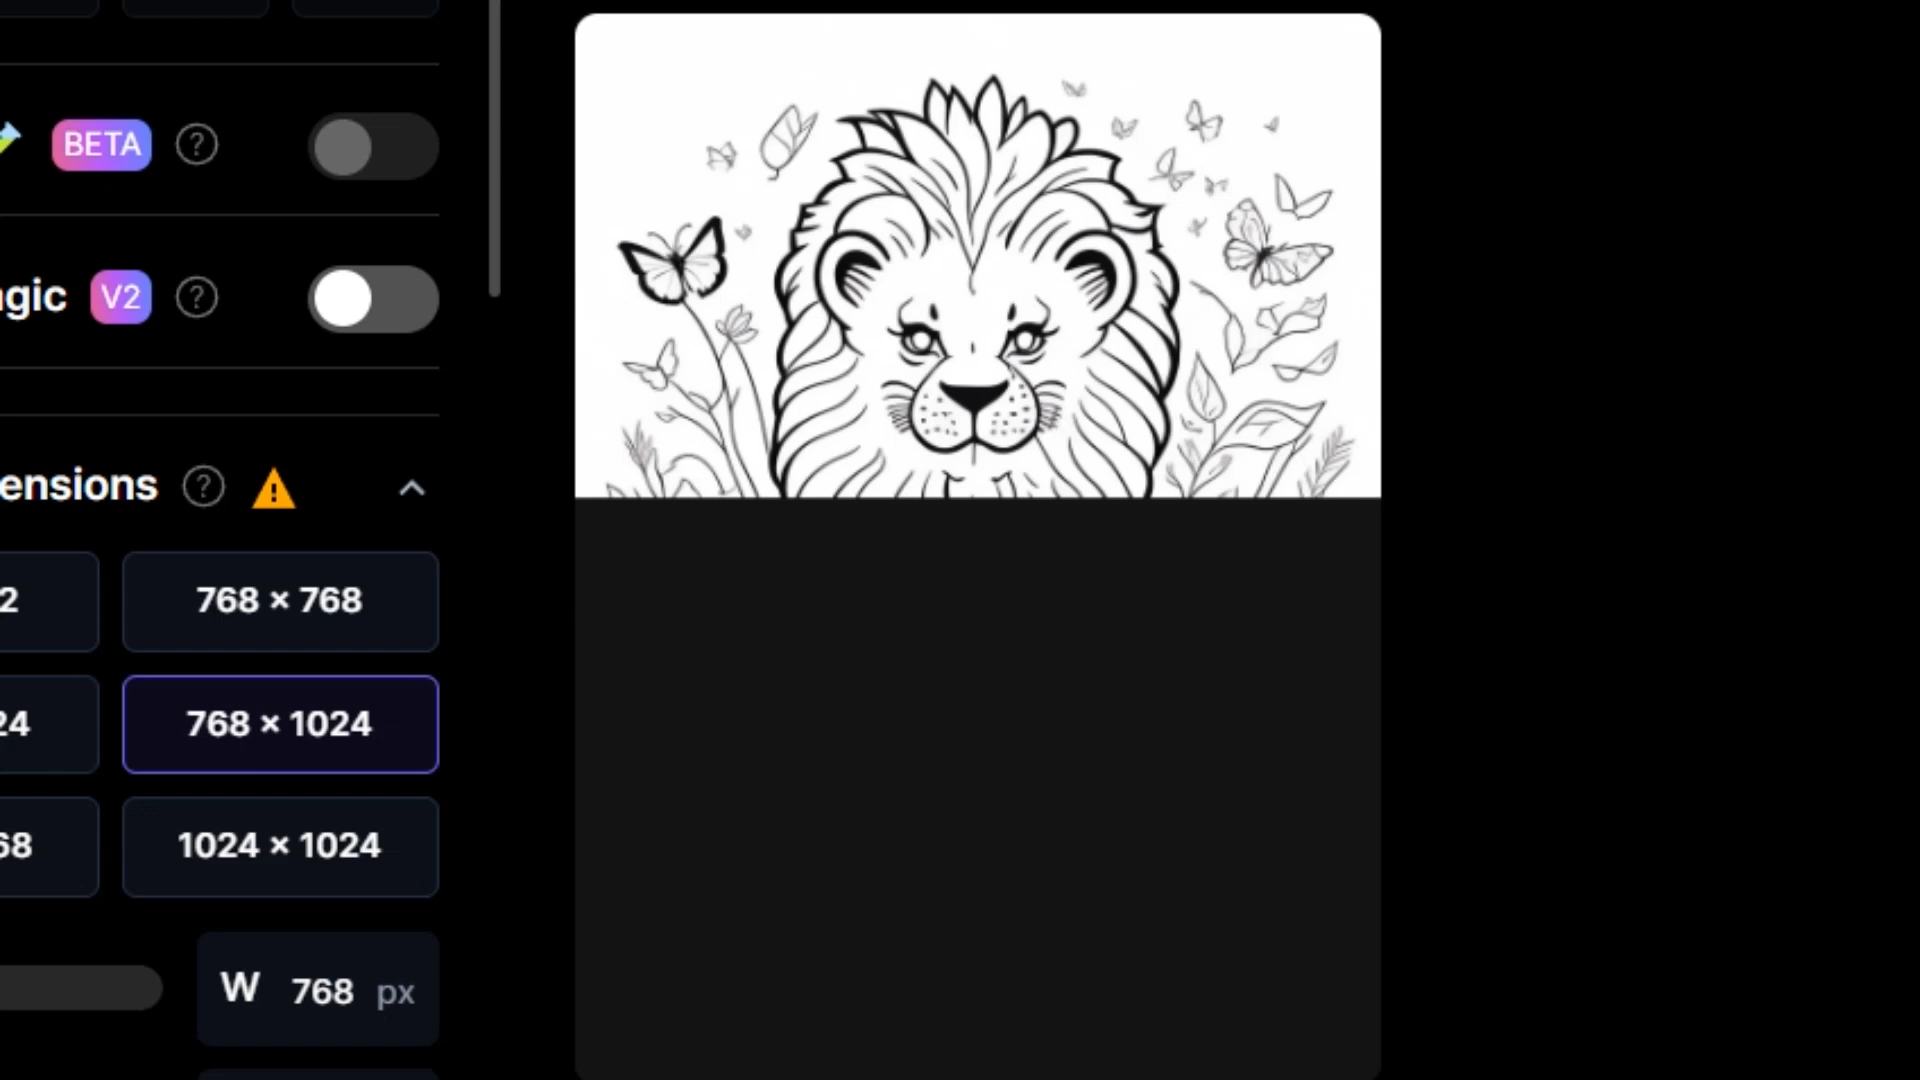 BETA ?
gic V2 ?
ensions ?
2 768 × 768
24 768 × 1024
68 1024 × 1024
W 768 px